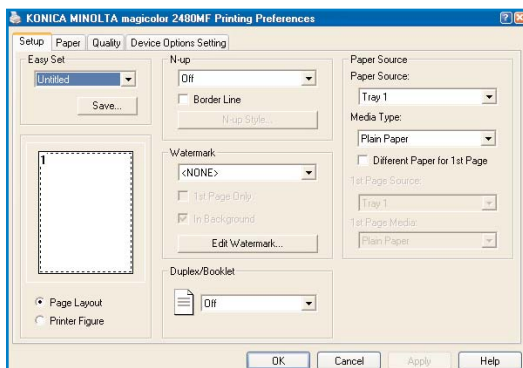 KONICA MINOLTA magicolor 2480MF Printing Preferences
Setup Paper Quality Device Options Setting
Easy Set
Untitled
Save...
1
Page Layout
Printer Figure
N-up
Off
Border Line
N-up Style...
Watermark
<NONE>
1st Page Only
In Background
Edit Watermark...
Duplex/Booklet
Off
Paper Source
Paper Source:
Tray 1
Media Type:
Plain Paper
Different Paper for 1st Page
1st Page Source:
Tray 1
1st Page Media:
Plain Paper
OK Cancel Apply Help